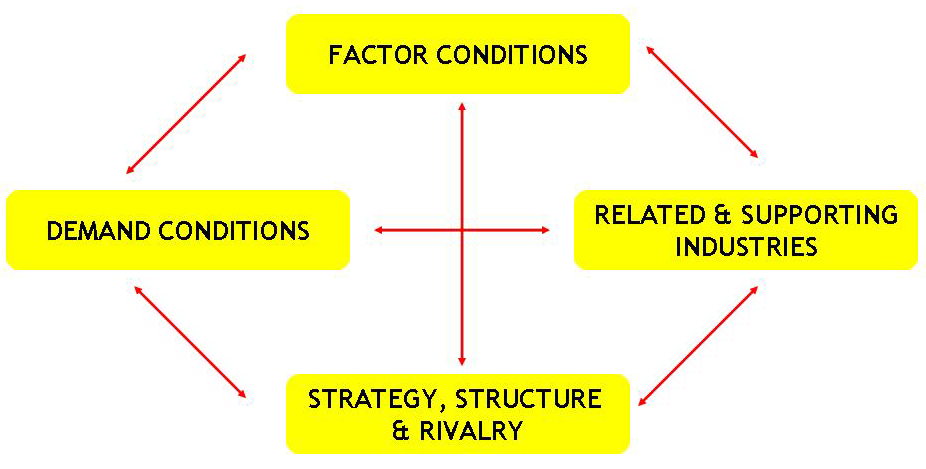 FACTOR CONDITIONS
DEMAND CONDITIONS
RELATED & SUPPORTING
INDUSTRIES
STRATEGY, STRUCTURE
& RIVALRY